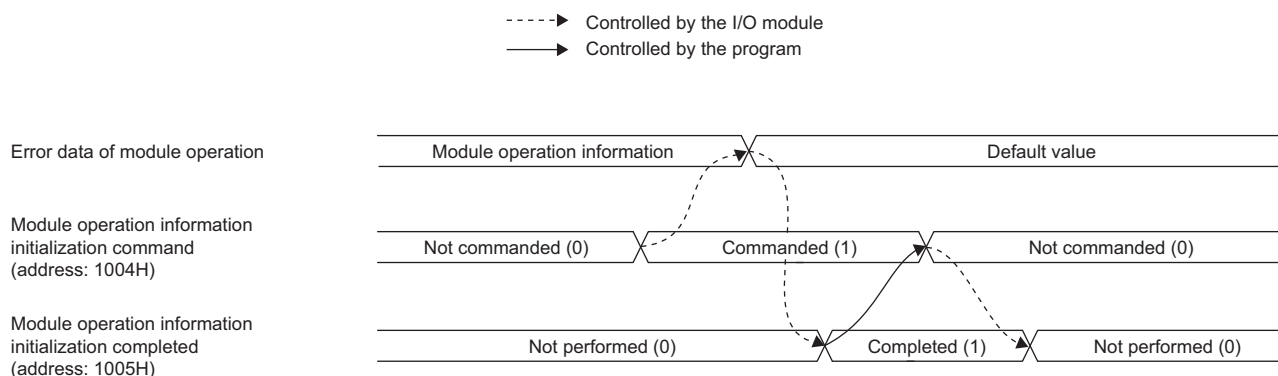 Controlled by the I/O module
Controlled by the program
Error data of module operation
Module operation information
Default value
Module operation information
initialization command
(address: 1004H)
Not commanded (0)
Commanded (1)
Not commanded (0)
Module operation information
initialization completed
(address: 1005H)
Not performed (0)
Completed (1)
Not performed (0)